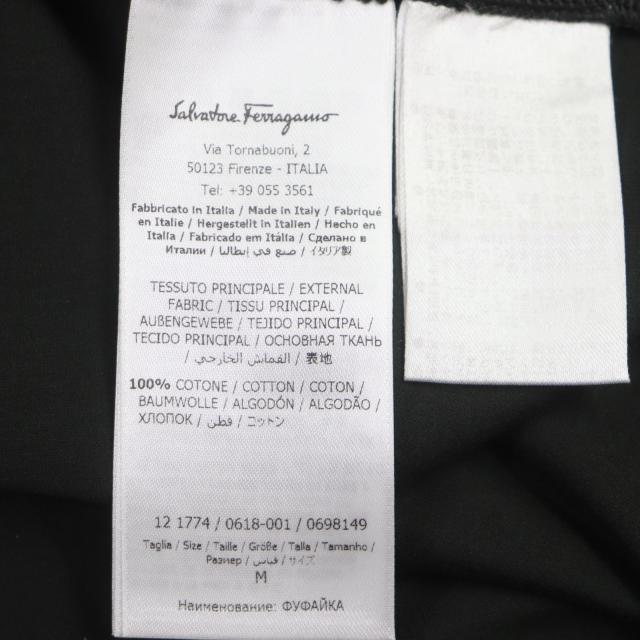 Salvatore Ferragamo
Via Tornabuoni, 2
50123 Firenze - ITALIA
Tel: +39 055 3561
Fabbricato in Italia / Made in Italy / Fabriqué
en Italie / Hergestellt in Italien / Hecho en
Italia / Fabricado em Itália / Сделано в
Италии / صنع في إيطاليا / イタリア製
TESSUTO PRINCIPALE / EXTERNAL
FABRIC / TISSU PRINCIPAL /
AUßENGEWEBE / TEJIDO PRINCIPAL /
TECIDO PRINCIPAL / ОСНОВНАЯ ТКАНЬ
/ القماش الخارجي / 表地
100% COTONE / COTTON / COTON /
BAUMWOLLE / ALGODÓN / ALGODÃO /
ХЛОПОК / قطن / コットン
12 1774 / 0618-001 / 0698149
Taglia / Size / Taille / Größe / Talla / Tamanho /
Размер / قياس / サイズ
M
Наименование: ФУФАЙКА